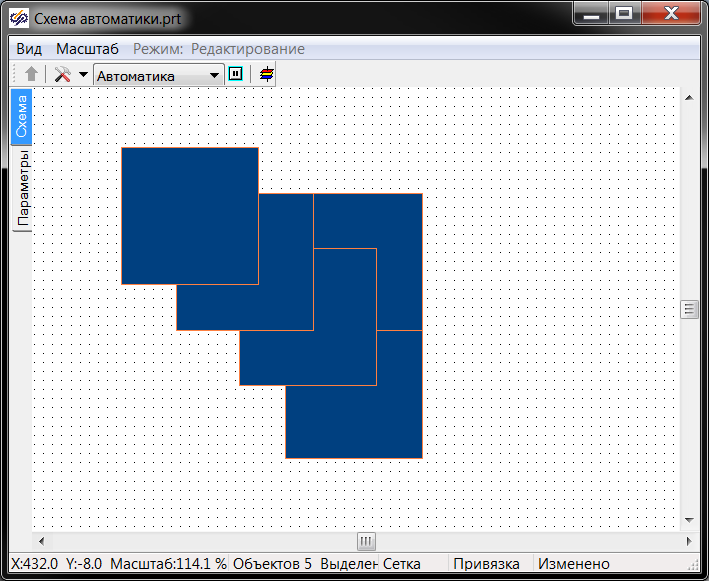 Схема автоматики.prt
Вид Масштаб Режим: Редактирование
Автоматика
Схема
Параметры
X:432.0 Y:-8.0 Масштаб:114.1 % Объектов 5 Выделен Сетка Привязка Изменено